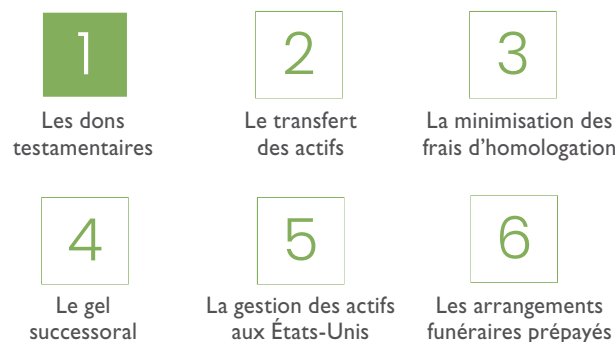 1
2
3
Les dons
testamentaires
Le transfert
des actifs
La minimisation des
frais d’homologation
4
5
6
Le gel
successoral
La gestion des actifs
aux États-Unis
Les arrangements
funéraires prépayés